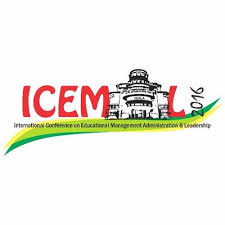 ICEMAL 2016
International Conference on Educational Management Administration & Leadership